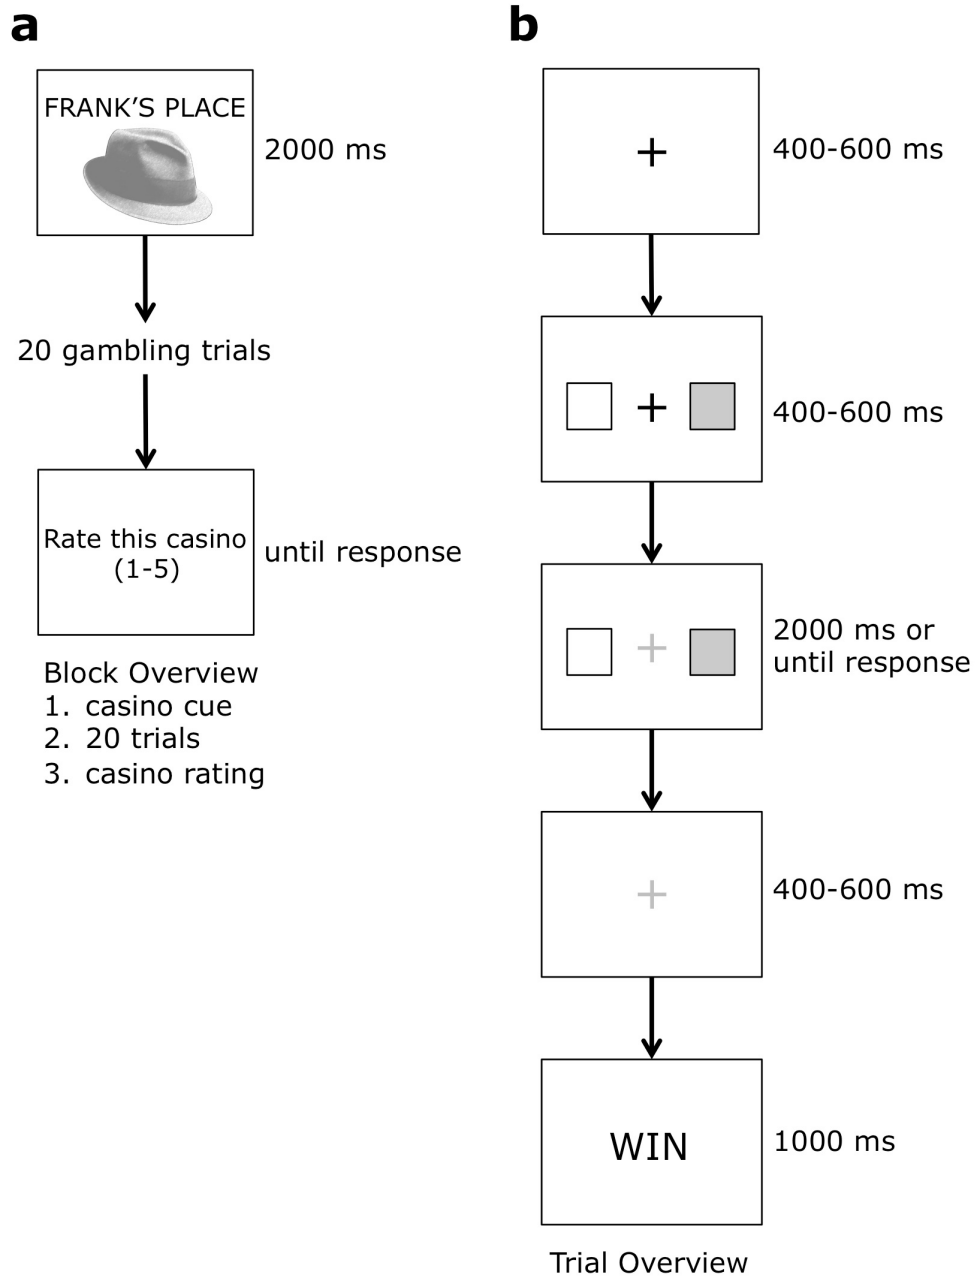 a
FRANK'S PLACE
2000 ms
20 gambling trials
Rate this casino
(1-5)
until response
Block Overview
1. casino cue
2. 20 trials
3. casino rating
b
400-600 ms
400-600 ms
2000 ms or
until response
400-600 ms
WIN
1000 ms
Trial Overview